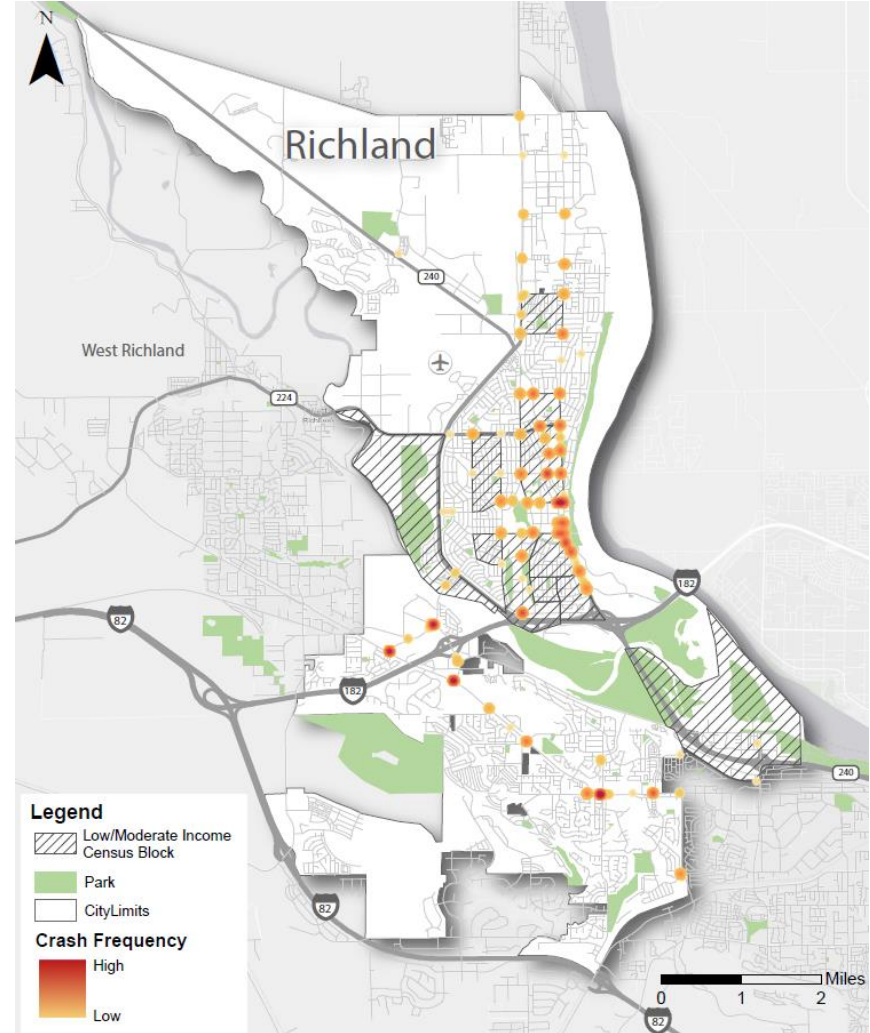 N
Richland
240
West Richland
224
182
82
182
240
82
82
Legend
Low/Moderate Income
Census Block
Park
CityLimits
Crash Frequency
High
Low
Miles
0 1 2